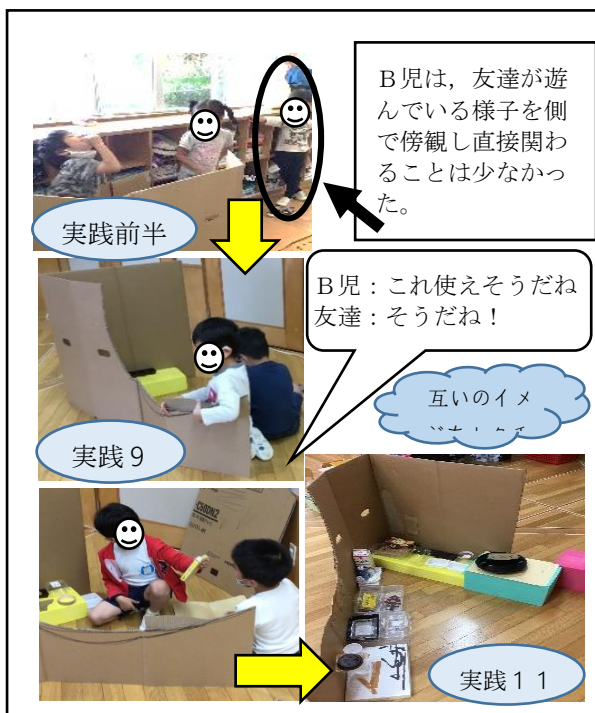 B児は，友達が遊
んでいる様子を側
で傍観し直接関わ
ることは少なかっ
た。
実践前半
B児：これ使えそうだね
友達：そうだね！
互いのイメ
実践９
実践１１